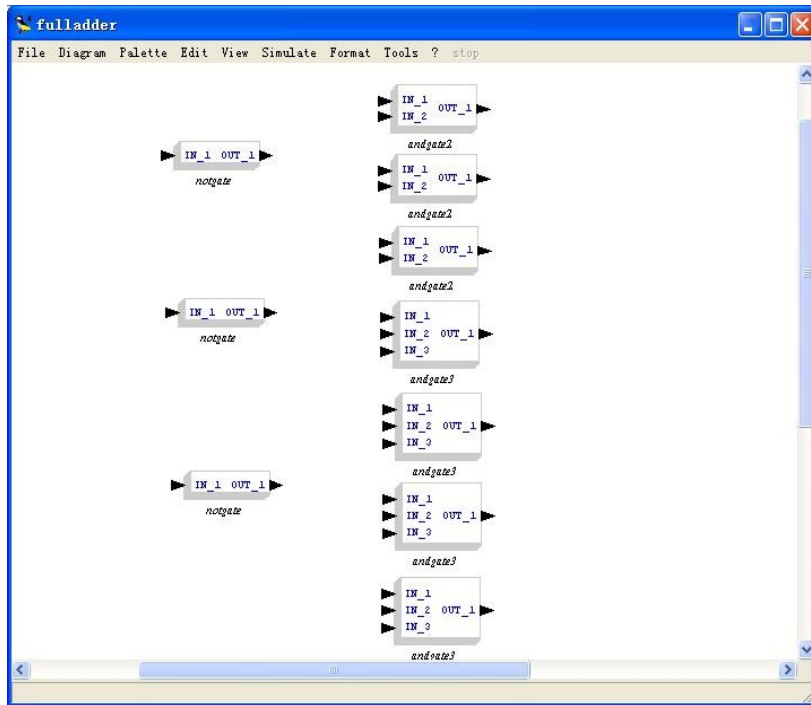 fulladder
File Diagram Palette Edit View Simulate Format Tools ? stop
IN_1 OUT_1
notgate
IN_1 OUT_1
notgate
IN_1 OUT_1
notgate
IN_1
IN_2 OUT_1
andgate2
IN_1
IN_2 OUT_1
andgate2
IN_1
IN_2 OUT_1
andgate2
IN_1
IN_2 OUT_1
IN_3
andgate3
IN_1
IN_2 OUT_1
IN_3
andgate3
IN_1
IN_2 OUT_1
IN_3
andgate3
IN_1
IN_2 OUT_1
IN_3
andgate3